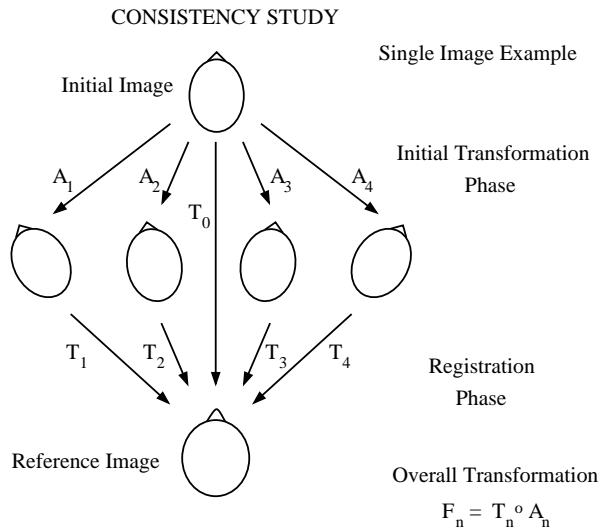 CONSISTENCY STUDY
Single Image Example
Initial Image
Initial Transformation
Phase
A1 A2 A3 A4
T0
T1 T2 T3 T4
Registration
Phase
Reference Image
Overall Transformation
Fn = Tn o An